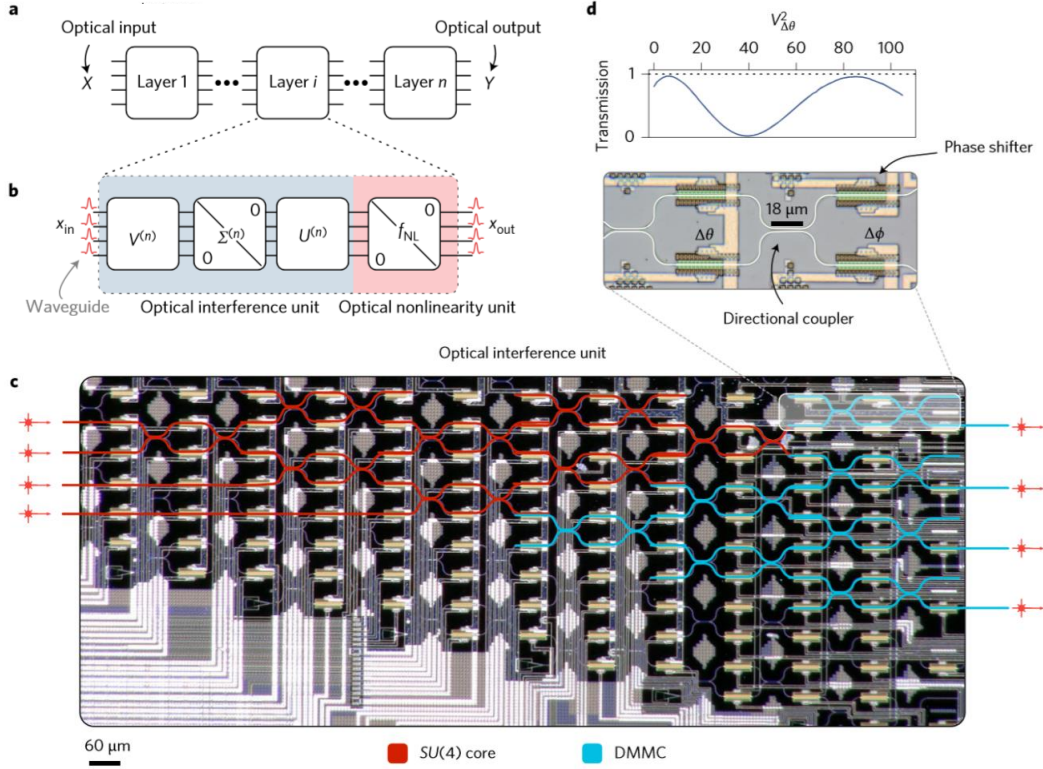 a
Optical input
Optical output
X
Layer 1
Layer i
Layer n
Y
b
x_in
V^(n)
0
Σ^(n)
0
U^(n)
0
f_NL
0
x_out
Waveguide
Optical interference unit
Optical nonlinearity unit
d
V²_Δθ
0 20 40 60 80 100
Transmission
1
0
Phase shifter
18 μm
Δθ
Δϕ
Directional coupler
Optical interference unit
c
60 μm
SU(4) core
DMMC